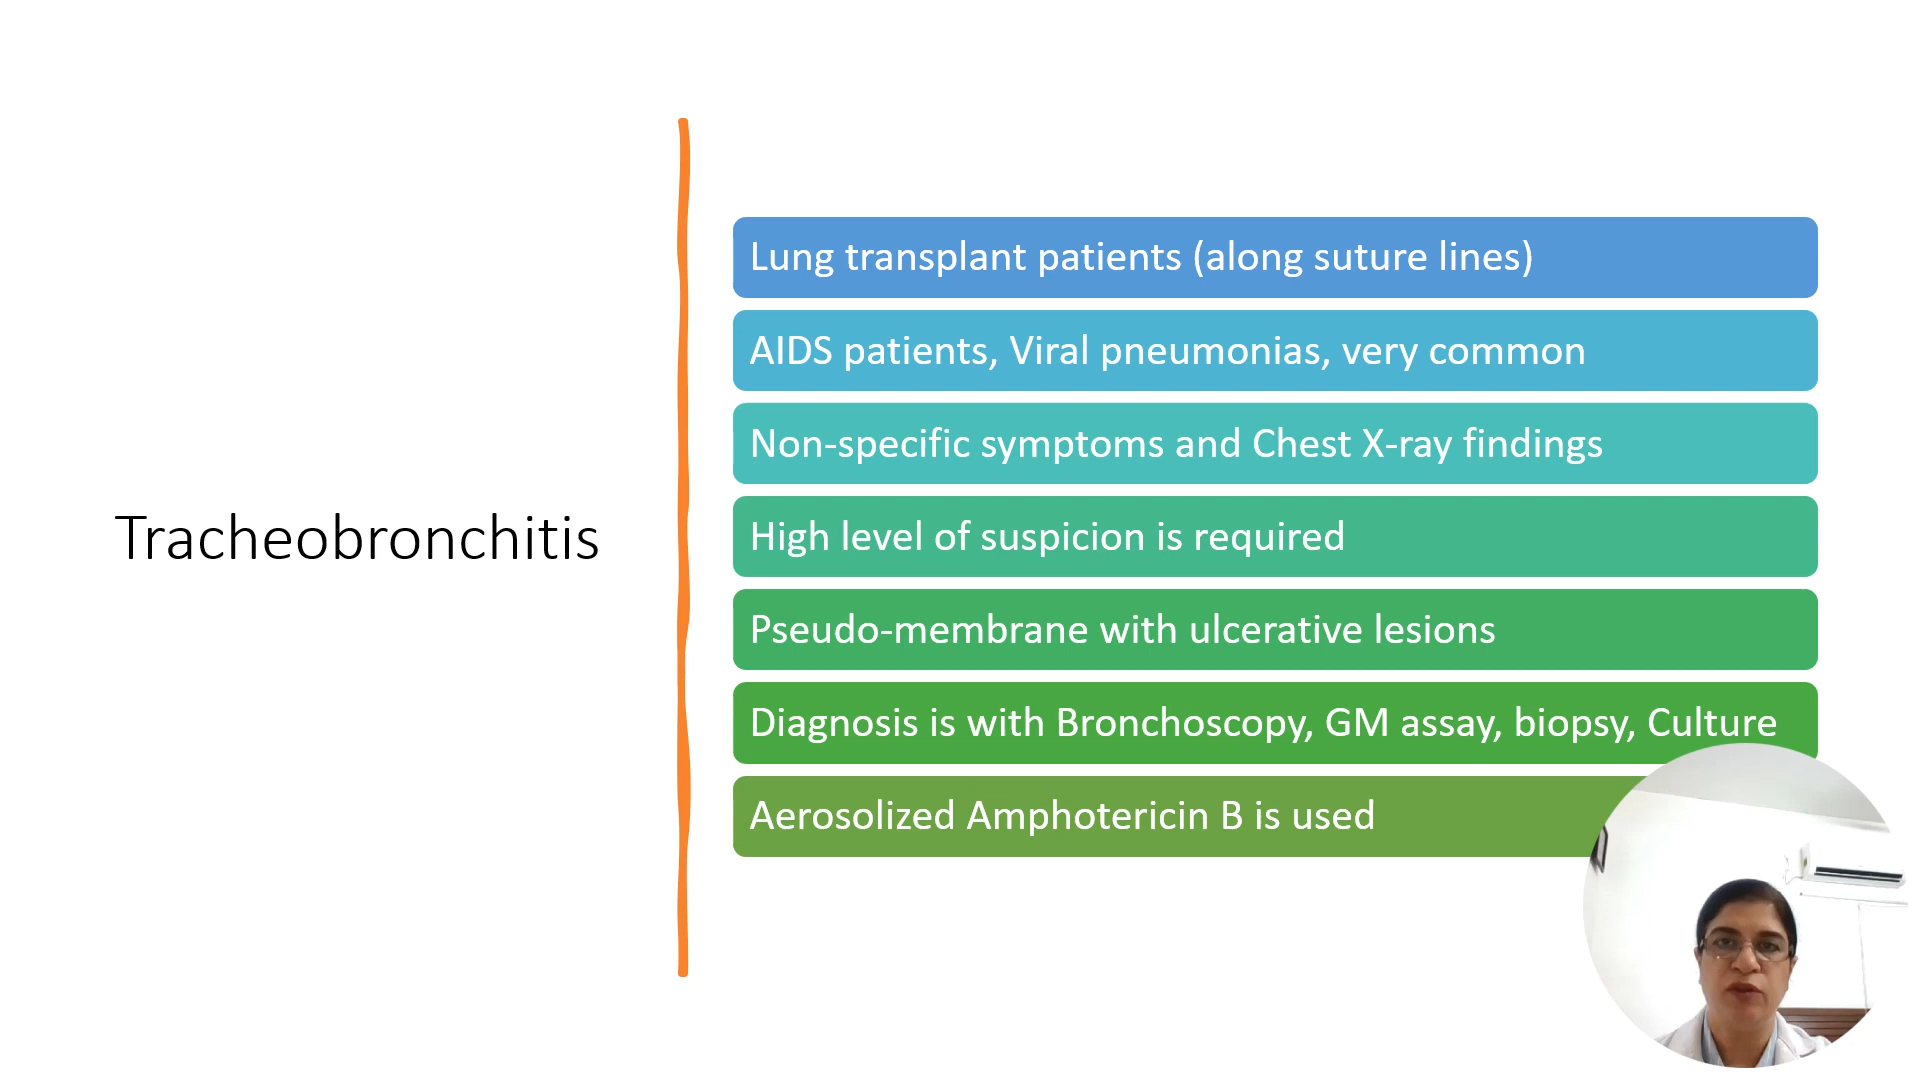 Tracheobronchitis
Lung transplant patients (along suture lines)
AIDS patients, Viral pneumonias, very common
Non-specific symptoms and Chest X-ray findings
High level of suspicion is required
Pseudo-membrane with ulcerative lesions
Diagnosis is with Bronchoscopy, GM assay, biopsy, Culture
Aerosolized Amphotericin B is used